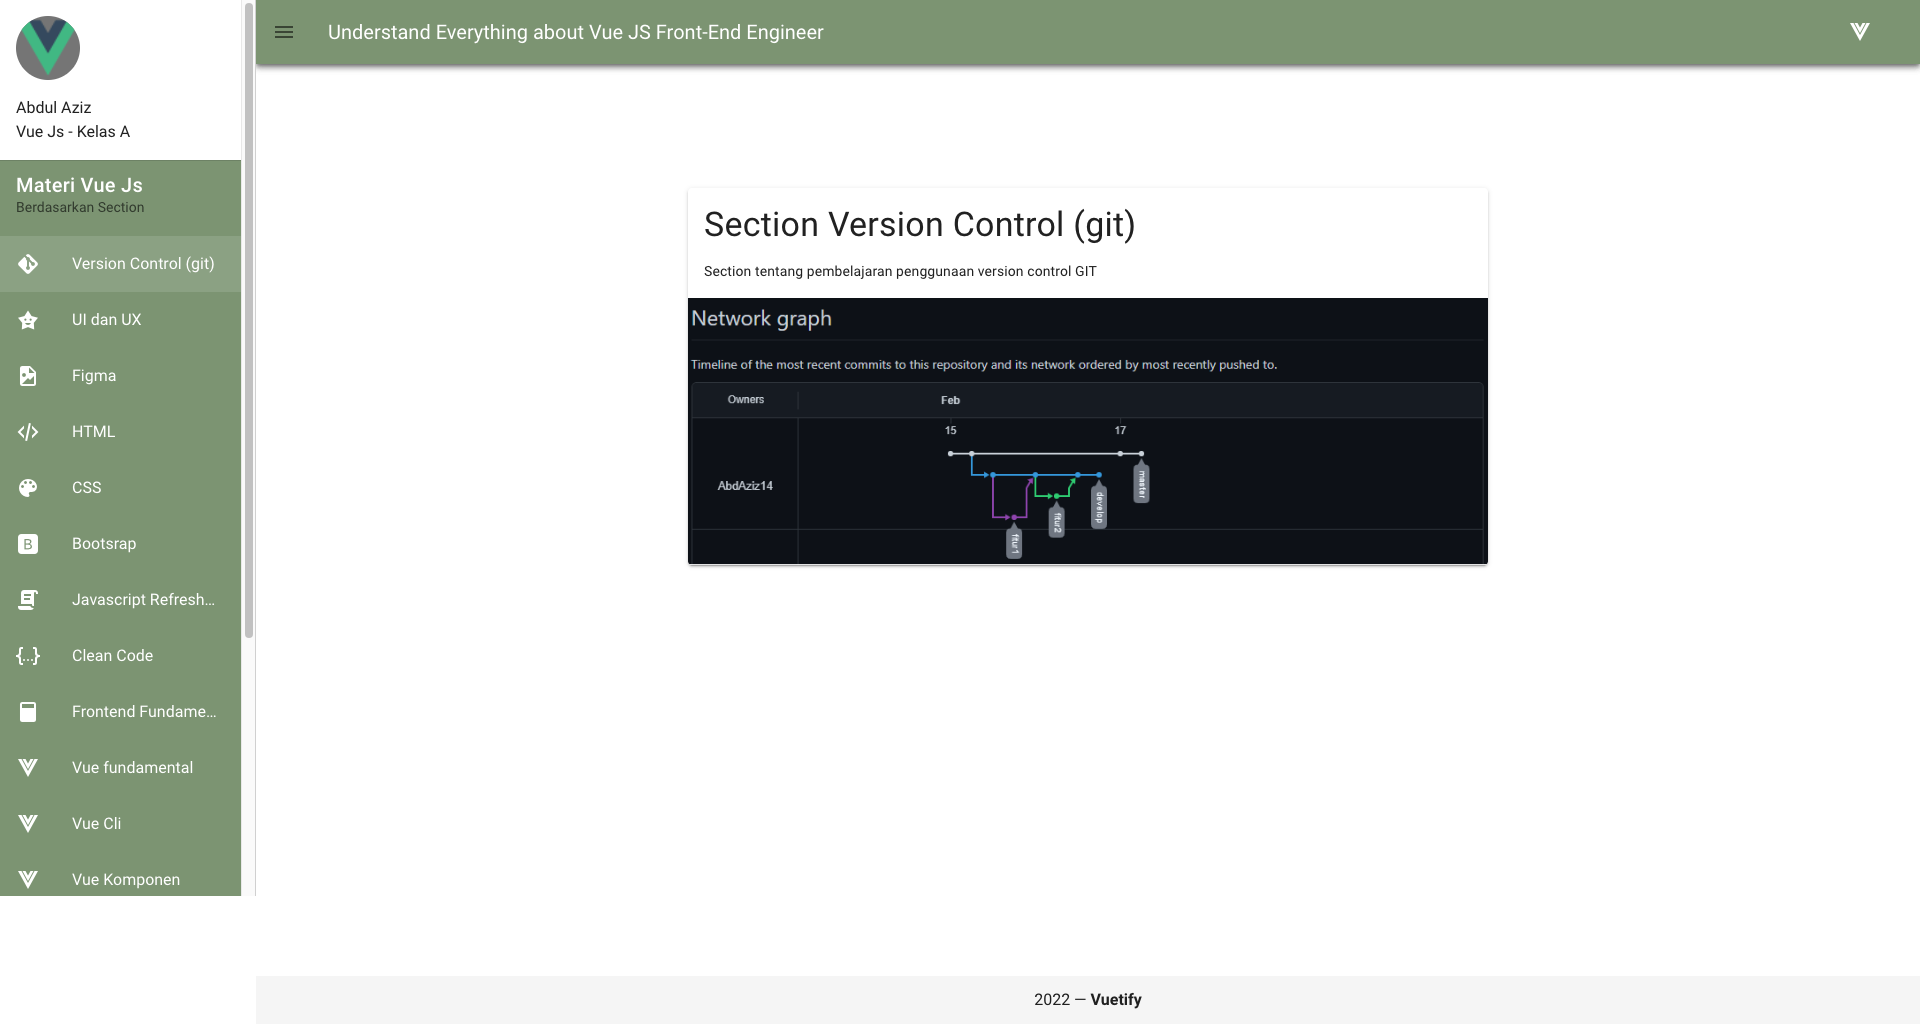 Abdul Aziz
Vue Js - Kelas A
Materi Vue Js
Berdasarkan Section
Version Control (git)
UI dan UX
Figma
HTML
CSS
Bootsrap
Javascript Refresh...
Clean Code
Frontend Fundame...
Vue fundamental
Vue Cli
Vue Komponen
Understand Everything about Vue JS Front-End Engineer
Section Version Control (git)
Section tentang pembelajaran penggunaan version control GIT
Network graph
Timeline of the most recent commits to this repository and its network ordered by most recently pushed to.
Owners
Feb
15
17
AbdAziz14
master
develop
fitur2
fitur1
2022 — Vuetify